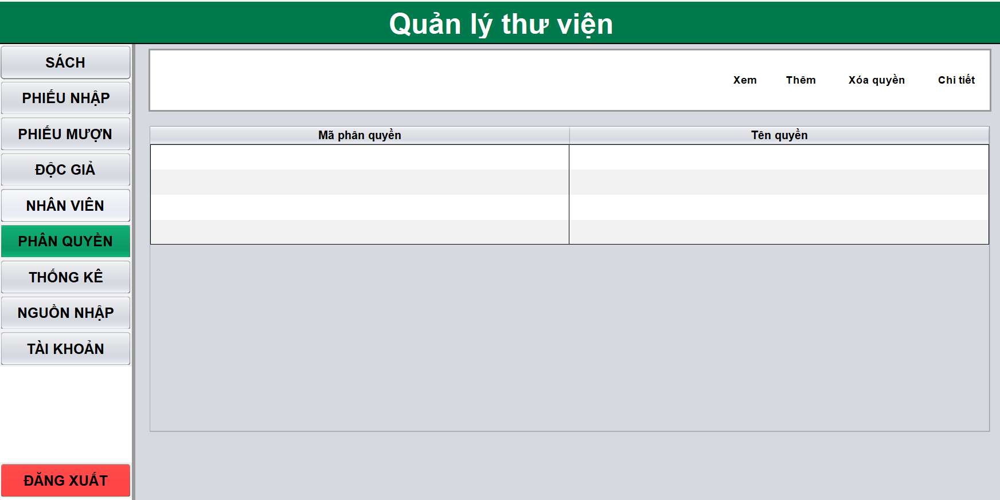 Quản lý thư viện
SÁCH
PHIẾU NHẬP
PHIẾU MƯỢN
ĐỘC GIẢ
NHÂN VIÊN
PHÂN QUYỀN
THỐNG KÊ
NGUỒN NHẬP
TÀI KHOẢN
ĐĂNG XUẤT
Xem Thêm Xóa quyền Chi tiết
Mã phân quyền Tên quyền